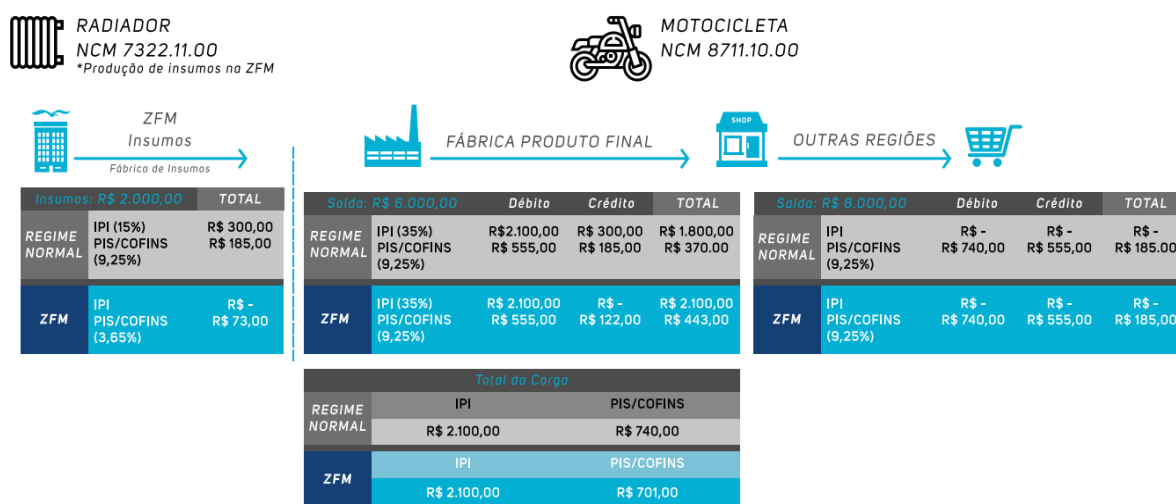 RADIADOR
NCM 7322.11.00
*Produção de insumos na ZFM
MOTOCICLETA
NCM 8711.10.00
ZFM
Insumos
Fábrica de Insumos
FÁBRICA PRODUTO FINAL
SHOP
OUTRAS REGIÕES
Insumos: R$ 2.000,00 TOTAL
REGIME NORMAL
IPI (15%) R$ 300,00
PIS/COFINS R$ 185,00
(9,25%)
ZFM
IPI R$ -
PIS/COFINS R$ 73,00
(3,65%)
Saída: R$ 6.000,00 Débito Crédito TOTAL
REGIME NORMAL
IPI (35%) R$2.100,00 R$ 300,00 R$ 1.800,00
PIS/COFINS R$ 555,00 R$ 185,00 R$ 370.00
(9,25%)
ZFM
IPI (35%) R$ 2.100,00 R$ - R$ 2.100,00
PIS/COFINS R$ 555,00 R$ 122,00 R$ 443,00
(9,25%)
Saída: R$ 8.000,00 Débito Crédito TOTAL
REGIME NORMAL
IPI R$ - R$ - R$ -
PIS/COFINS R$ 740,00 R$ 555,00 R$ 185.00
(9,25%)
ZFM
IPI R$ - R$ - R$ -
PIS/COFINS R$ 740,00 R$ 555,00 R$ 185,00
(9,25%)
Total da Carga
REGIME NORMAL
IPI PIS/COFINS
R$ 2.100,00 R$ 740,00
ZFM
IPI PIS/COFINS
R$ 2.100,00 R$ 701,00